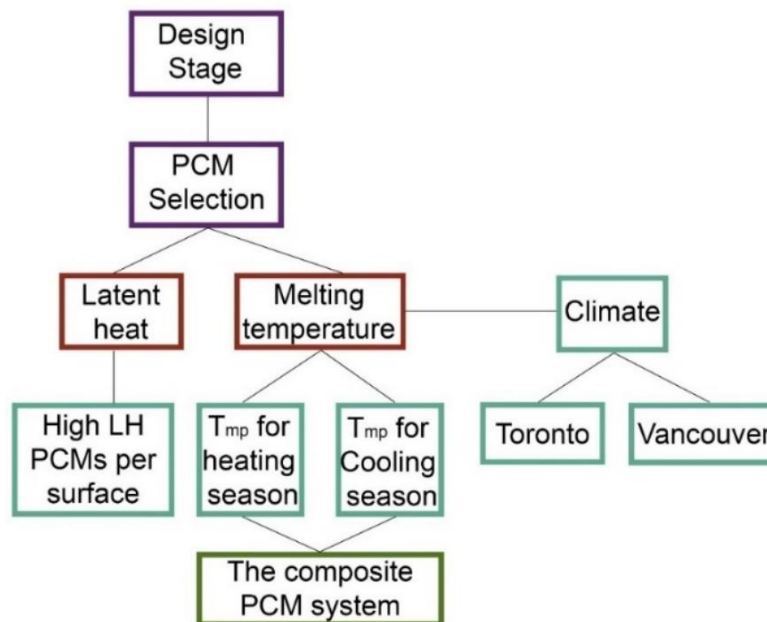 Design
Stage
PCM
Selection
Latent
heat
Melting
temperature
Climate
High LH
PCMs per
surface
Tmp for
heating
season
Tmp for
Cooling
season
Toronto
Vancouver
The composite
PCM system